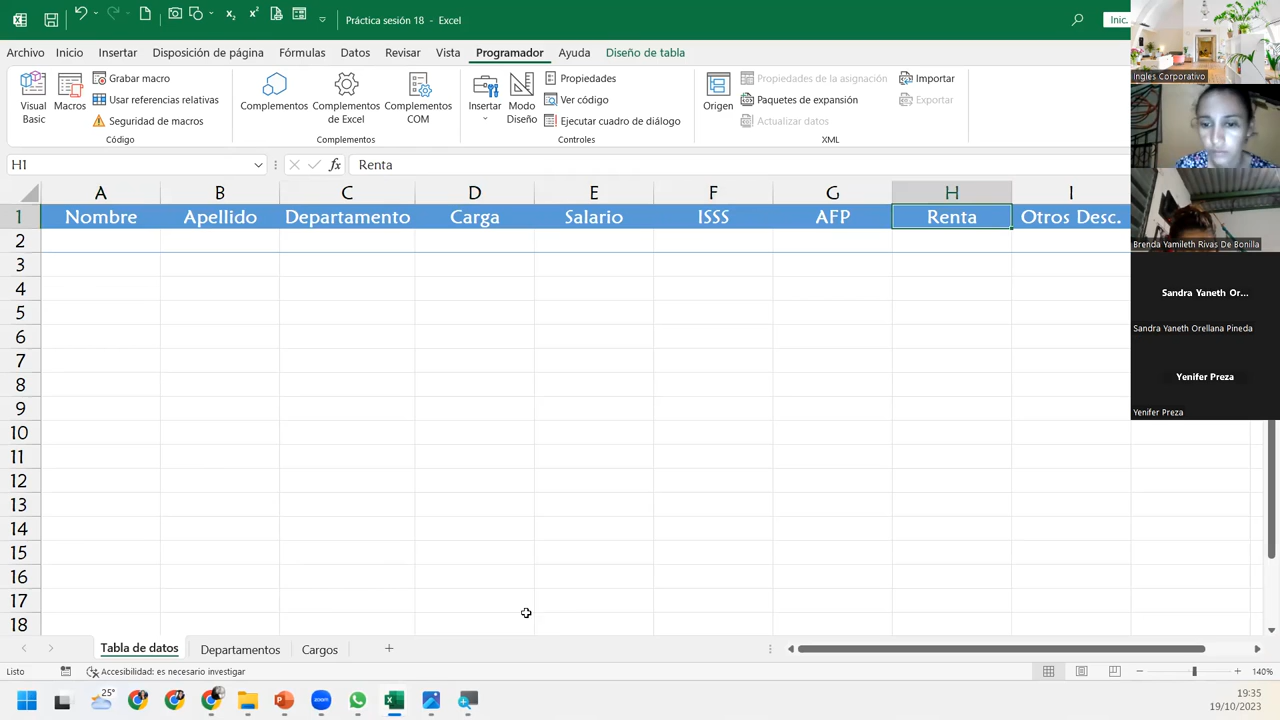 Práctica sesión 18 - Excel
Inic.
Archivo Inicio Insertar Disposición de página Fórmulas Datos Revisar Vista Programador Ayuda Diseño de tabla
Visual Basic
Macros
Grabar macro
Usar referencias relativas
Seguridad de macros
Código
Complementos
Complementos de Excel
Complementos COM
Complementos
Insertar
Modo Diseño
Propiedades
Ver código
Ejecutar cuadro de diálogo
Controles
Origen
Propiedades de la asignación
Paquetes de expansión
Actualizar datos
Importar
Exportar
XML
H1
fx
Renta
A B C D E F G H I
1 Nombre Apellido Departamento Carga Salario ISSS AFP Renta Otros Desc.
2
3
4
5
6
7
8
9
10
11
12
13
14
15
16
17
18
Ingles Corporativo
Brenda Yamileth Rivas De Bonilla
Sandra Yaneth Or...
Sandra Yaneth Orellana Pineda
Yenifer Preza
Yenifer Preza
Tabla de datos Departamentos Cargos
Listo
Accesibilidad: es necesario investigar
140%
25°
19:35
19/10/2023